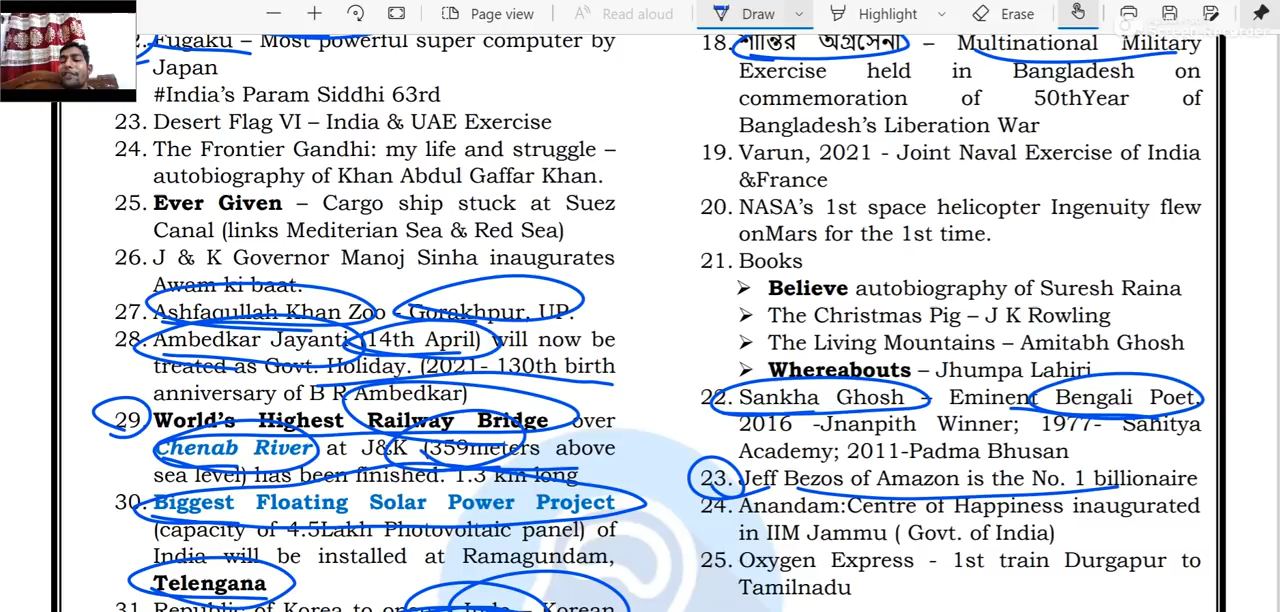 Page view
Read aloud
Draw
Highlight
Erase
Screen Recorder
Fugaku – Most powerful super computer by
Japan
#India's Param Siddhi 63rd
23. Desert Flag VI – India & UAE Exercise
24. The Frontier Gandhi: my life and struggle –
autobiography of Khan Abdul Gaffar Khan.
25. Ever Given – Cargo ship stuck at Suez
Canal (links Mediterian Sea & Red Sea)
26. J & K Governor Manoj Sinha inaugurates
Awam ki baat.
27. Ashfaqullah Khan Zoo - Gorakhpur, UP.
28. Ambedkar Jayanti (14th April) will now be
treated as Govt. Holiday. (2021- 130th birth
anniversary of B R Ambedkar)
29. World's Highest Railway Bridge over
Chenab River at J&K (359meters above
sea level) has been finished. 1.3 km long
30. Biggest Floating Solar Power Project
(capacity of 4.5Lakh Photovoltaic panel) of
India will be installed at Ramagundam,
Telengana
31. Republic of Korea to open Indo – Korean
18. শান্তির অগ্রসেনা – Multinational Military
Exercise held in Bangladesh on
commemoration of 50thYear of
Bangladesh's Liberation War
19. Varun, 2021 - Joint Naval Exercise of India
&France
20. NASA's 1st space helicopter Ingenuity flew
onMars for the 1st time.
21. Books
➢ Believe autobiography of Suresh Raina
➢ The Christmas Pig – J K Rowling
➢ The Living Mountains – Amitabh Ghosh
➢ Whereabouts – Jhumpa Lahiri
22. Sankha Ghosh – Eminent Bengali Poet.
2016 -Jnanpith Winner; 1977- Sahitya
Academy; 2011-Padma Bhusan
23. Jeff Bezos of Amazon is the No. 1 billionaire
24. Anandam:Centre of Happiness inaugurated
in IIM Jammu ( Govt. of India)
25. Oxygen Express - 1st train Durgapur to
Tamilnadu